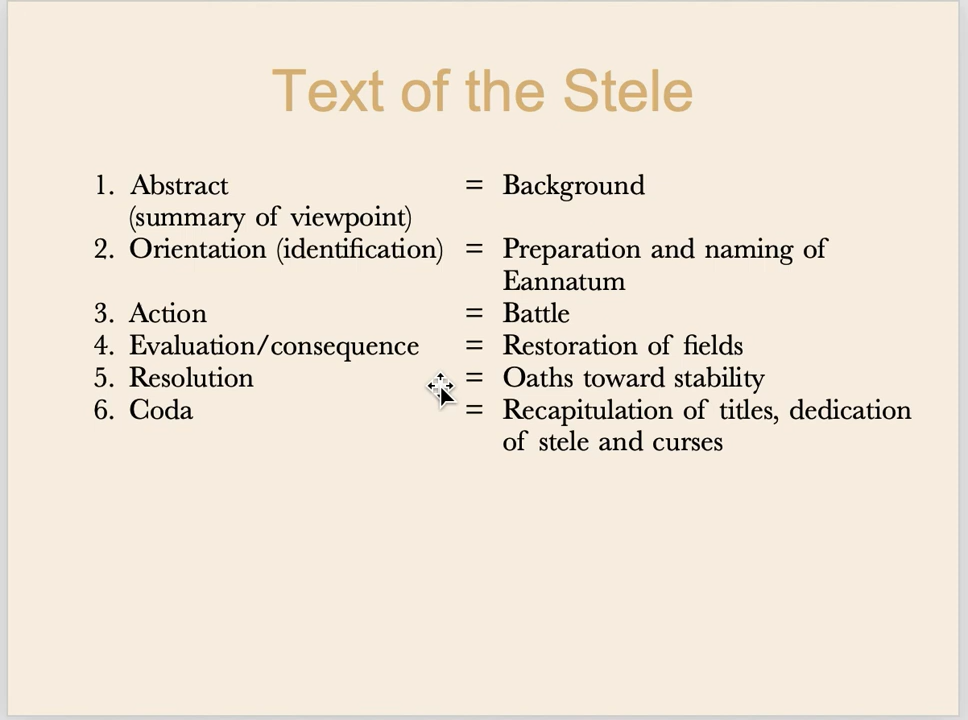 Text of the Stele
1. Abstract = Background
(summary of viewpoint)
2. Orientation (identification) = Preparation and naming of
Eannatum
3. Action = Battle
4. Evaluation/consequence = Restoration of fields
5. Resolution = Oaths toward stability
6. Coda = Recapitulation of titles, dedication
of stele and curses